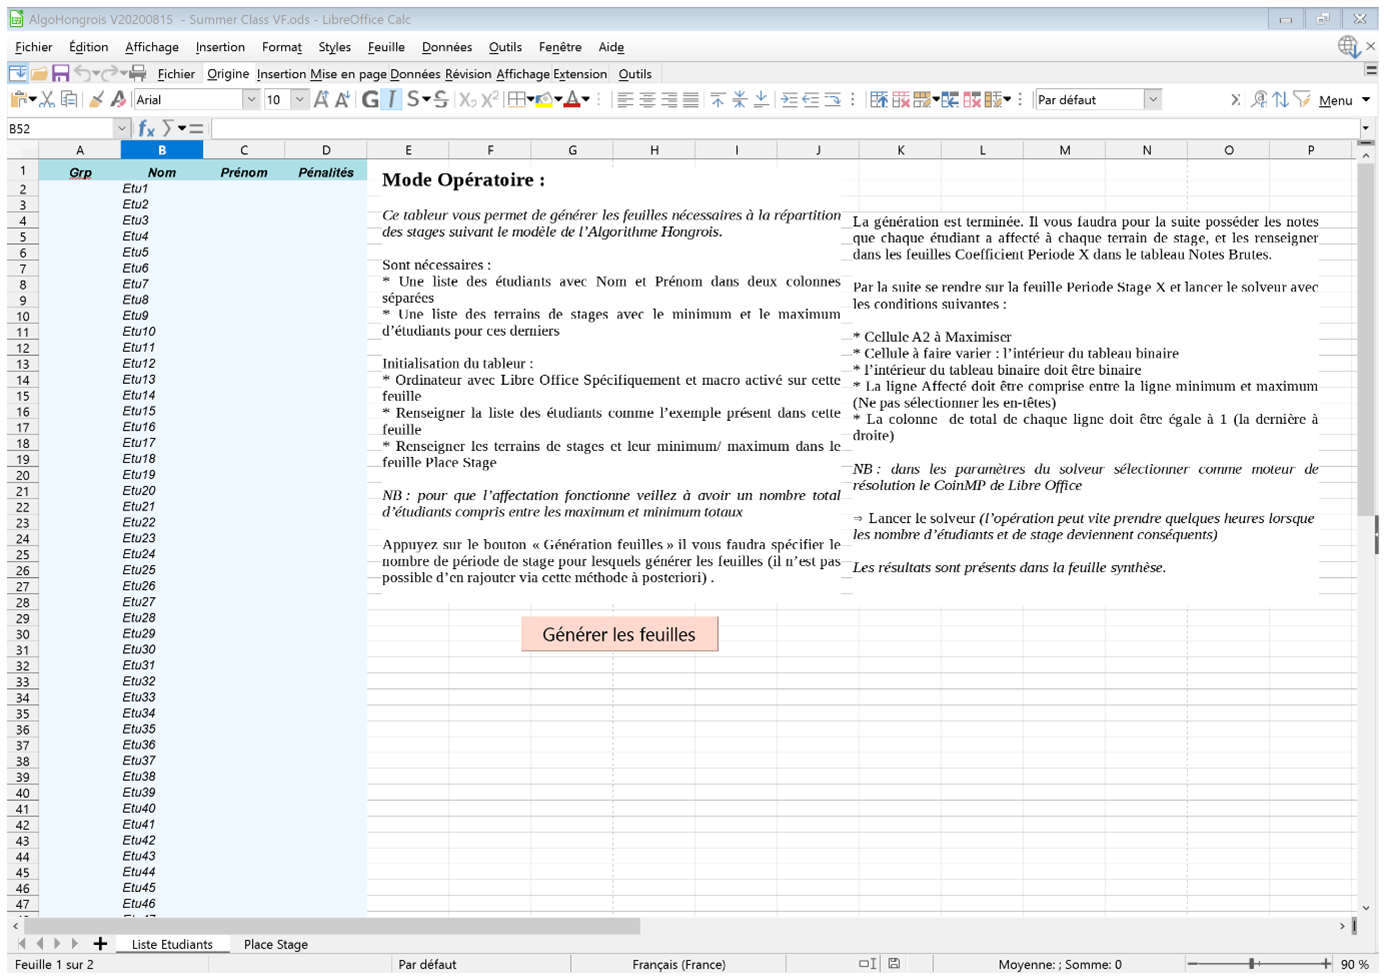 AlgoHongrois V20200815 - Summer Class VF.ods - LibreOffice Calc
Fichier Édition Affichage Insertion Format Styles Feuille Données Outils Fenêtre Aide
Fichier Origine Insertion Mise en page Données Révision Affichage Extension Outils
Arial 10 G I S S X₂ X² Par défaut Menu
B52 fx Σ =
A B C D E F G H I J K L M N O P
1 Grp Nom Prénom Pénalités
2 Etu1
3 Etu2
4 Etu3
5 Etu4
6 Etu5
7 Etu6
8 Etu7
9 Etu8
10 Etu9
11 Etu10
12 Etu11
13 Etu12
14 Etu13
15 Etu14
16 Etu15
17 Etu16
18 Etu17
19 Etu18
20 Etu19
21 Etu20
22 Etu21
23 Etu22
24 Etu23
25 Etu24
26 Etu25
27 Etu26
28 Etu27
29 Etu28
30 Etu29
31 Etu30
32 Etu31
33 Etu32
34 Etu33
35 Etu34
36 Etu35
37 Etu36
38 Etu37
39 Etu38
40 Etu39
41 Etu40
42 Etu41
43 Etu42
44 Etu43
45 Etu44
46 Etu45
47 Etu46
Mode Opératoire :
Ce tableur vous permet de générer les feuilles nécessaires à la répartition
des stages suivant le modèle de l’Algorithme Hongrois.
Sont nécessaires :
* Une liste des étudiants avec Nom et Prénom dans deux colonnes
séparées
* Une liste des terrains de stages avec le minimum et le maximum
d’étudiants pour ces derniers
Initialisation du tableur :
* Ordinateur avec Libre Office Spécifiquement et macro activé sur cette
feuille
* Renseigner la liste des étudiants comme l’exemple présent dans cette
feuille
* Renseigner les terrains de stages et leur minimum/ maximum dans le
feuille Place Stage
NB : pour que l’affectation fonctionne veillez à avoir un nombre total
d’étudiants compris entre les maximum et minimum totaux
Appuyez sur le bouton « Génération feuilles » il vous faudra spécifier le
nombre de période de stage pour lesquels générer les feuilles (il n’est pas
possible d’en rajouter via cette méthode à posteriori) .
La génération est terminée. Il vous faudra pour la suite posséder les notes
que chaque étudiant a affecté à chaque terrain de stage, et les renseigner
dans les feuilles Coefficient Periode X dans le tableau Notes Brutes.
Par la suite se rendre sur la feuille Periode Stage X et lancer le solveur avec
les conditions suivantes :
* Cellule A2 à Maximiser
* Cellule à faire varier : l’intérieur du tableau binaire
* l’intérieur du tableau binaire doit être binaire
* La ligne Affecté doit être comprise entre la ligne minimum et maximum
(Ne pas sélectionner les en-têtes)
* La colonne de total de chaque ligne doit être égale à 1 (la dernière à
droite)
NB : dans les paramètres du solveur sélectionner comme moteur de
résolution le CoinMP de Libre Office
⇒ Lancer le solveur (l’opération peut vite prendre quelques heures lorsque
les nombre d’étudiants et de stage deviennent conséquents)
Les résultats sont présents dans la feuille synthèse.
Générer les feuilles
Liste Etudiants Place Stage
Feuille 1 sur 2 Par défaut Français (France) Moyenne: ; Somme: 0 90 %